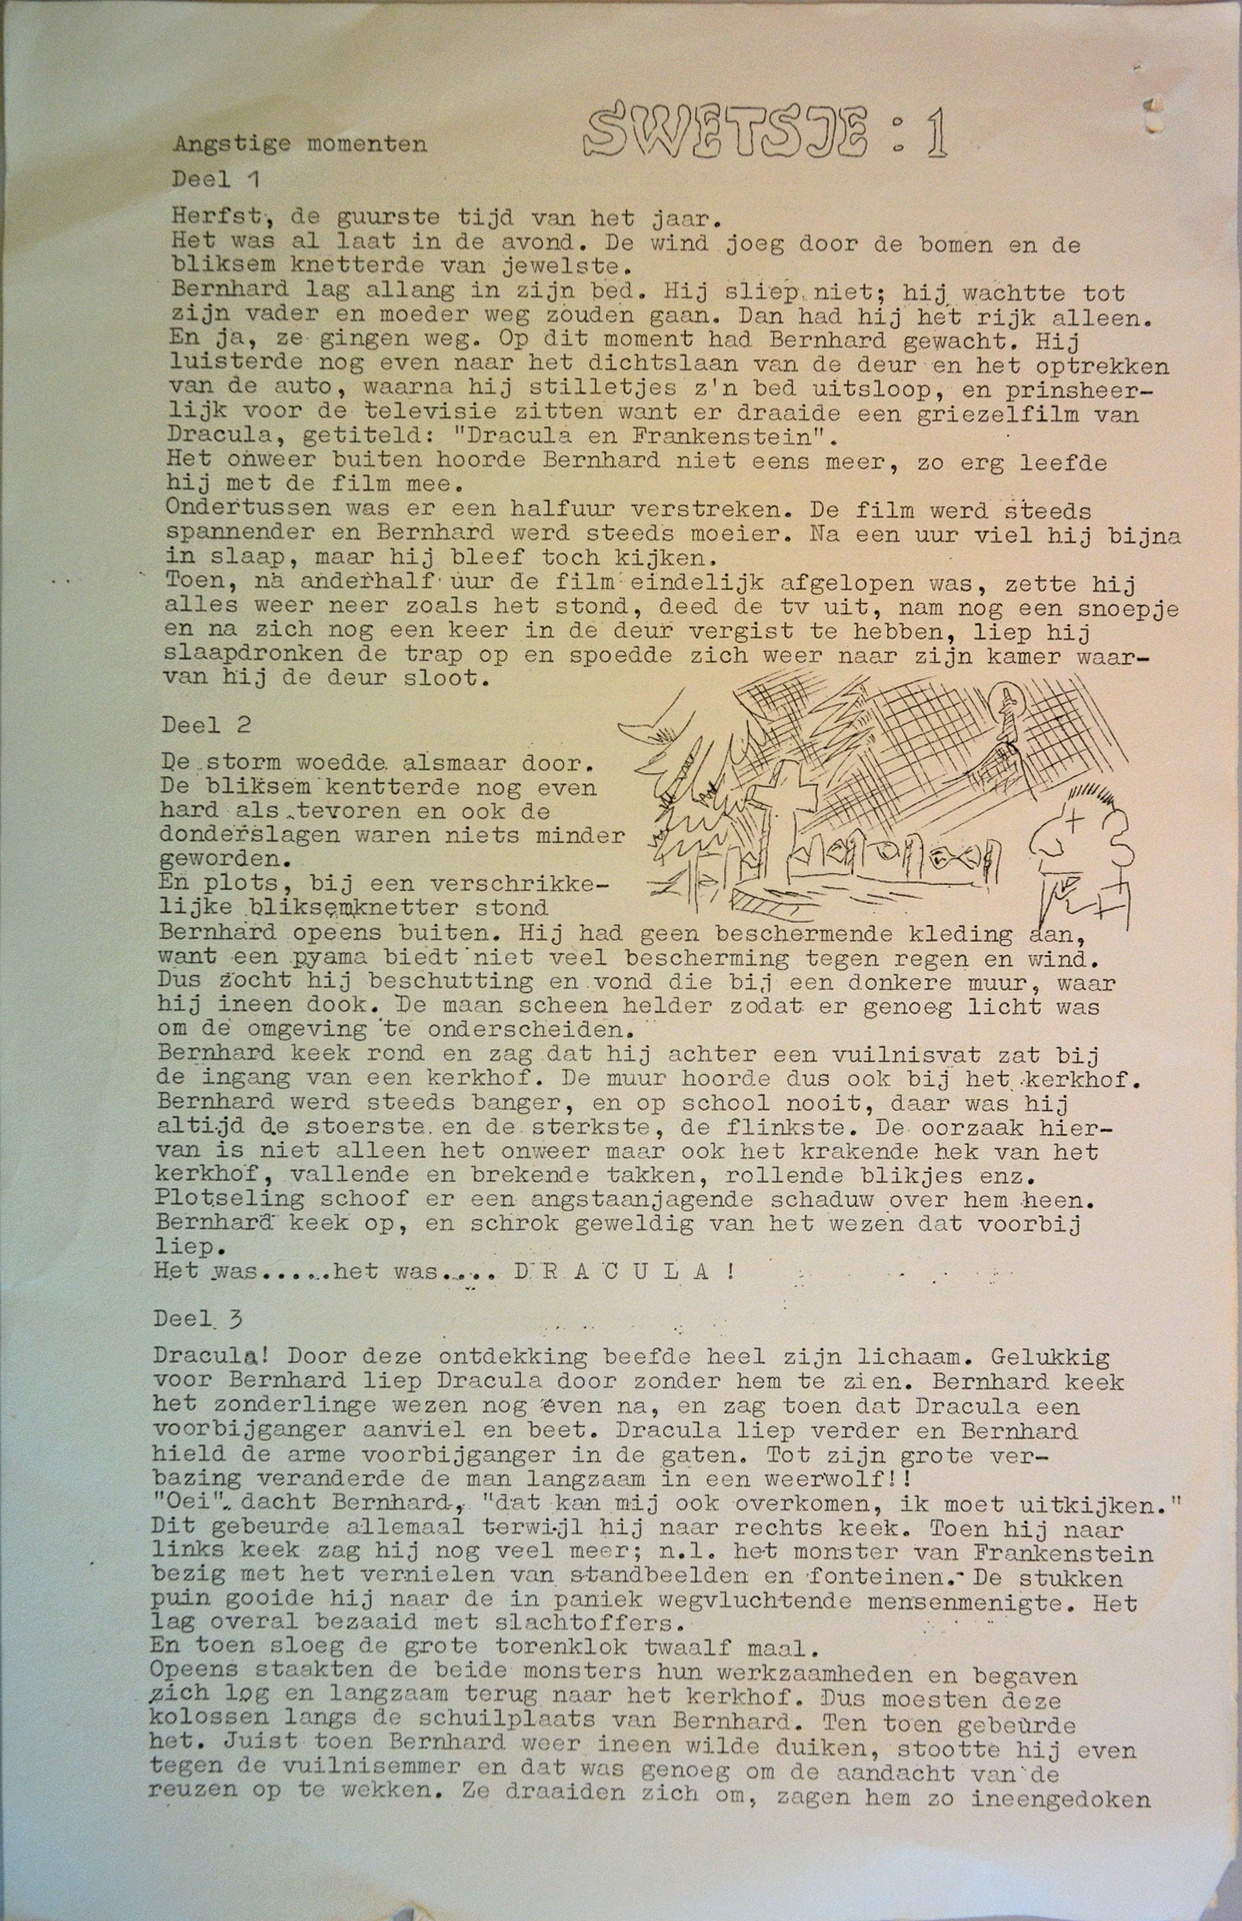 SWETSJE : 1
Angstige momenten
Deel 1
Herfst, de guurste tijd van het jaar.
Het was al laat in de avond. De wind joeg door de bomen en de
bliksem knetterde van jewelste.
Bernhard lag allang in zijn bed. Hij sliep niet; hij wachtte tot
zijn vader en moeder weg zouden gaan. Dan had hij het rijk alleen.
En ja, ze gingen weg. Op dit moment had Bernhard gewacht. Hij
luisterde nog even naar het dichtslaan van de deur en het optrekken
van de auto, waarna hij stilletjes z'n bed uitsloop, en prinsheer-
lijk voor de televisie zitten want er draaide een griezelfilm van
Dracula, getiteld: "Dracula en Frankenstein".
Het onweer buiten hoorde Bernhard niet eens meer, zo erg leefde
hij met de film mee.
Ondertussen was er een halfuur verstreken. De film werd steeds
spannender en Bernhard werd steeds moeier. Na een uur viel hij bijna
in slaap, maar hij bleef toch kijken.
Toen, na anderhalf uur de film eindelijk afgelopen was, zette hij
alles weer neer zoals het stond, deed de tv uit, nam nog een snoepje
en na zich nog een keer in de deur vergist te hebben, liep hij
slaapdronken de trap op en spoedde zich weer naar zijn kamer waar-
van hij de deur sloot.
Deel 2
De storm woedde alsmaar door.
De bliksem kentterde nog even
hard als tevoren en ook de
donderslagen waren niets minder
geworden.
En plots, bij een verschrikke-
lijke bliksemknetter stond
Bernhard opeens buiten. Hij had geen beschermende kleding aan,
want een pyama biedt niet veel bescherming tegen regen en wind.
Dus zocht hij beschutting en vond die bij een donkere muur, waar
hij ineen dook. De maan scheen helder zodat er genoeg licht was
om de omgeving te onderscheiden.
Bernhard keek rond en zag dat hij achter een vuilnisvat zat bij
de ingang van een kerkhof. De muur hoorde dus ook bij het kerkhof.
Bernhard werd steeds banger, en op school nooit, daar was hij
altijd de stoerste en de sterkste, de flinkste. De oorzaak hier-
van is niet alleen het onweer maar ook het krakende hek van het
kerkhof, vallende en brekende takken, rollende blikjes enz.
Plotseling schoof er een angstaanjagende schaduw over hem heen.
Bernhard keek op, en schrok geweldig van het wezen dat voorbij
liep.
Het was......het was..... D R A C U L A !
Deel 3
Dracula! Door deze ontdekking beefde heel zijn lichaam. Gelukkig
voor Bernhard liep Dracula door zonder hem te zien. Bernhard keek
het zonderlinge wezen nog even na, en zag toen dat Dracula een
voorbijganger aanviel en beet. Dracula liep verder en Bernhard
hield de arme voorbijganger in de gaten. Tot zijn grote ver-
bazing veranderde de man langzaam in een weerwolf!!
"Oei". dacht Bernhard, "dat kan mij ook overkomen, ik moet uitkijken."
Dit gebeurde allemaal terwijl hij naar rechts keek. Toen hij naar
links keek zag hij nog veel meer; n.l. het monster van Frankenstein
bezig met het vernielen van standbeelden en fonteinen. De stukken
puin gooide hij naar de in paniek wegvluchtende mensenmenigte. Het
lag overal bezaaid met slachtoffers.
En toen sloeg de grote torenklok twaalf maal.
Opeens staakten de beide monsters hun werkzaamheden en begaven
zich log en langzaam terug naar het kerkhof. Dus moesten deze
kolossen langs de schuilplaats van Bernhard. Ten toen gebeurde
het. Juist toen Bernhard weer ineen wilde duiken, stootte hij even
tegen de vuilnisemmer en dat was genoeg om de aandacht van de
reuzen op te wekken. Ze draaiden zich om, zagen hem zo ineengedoken